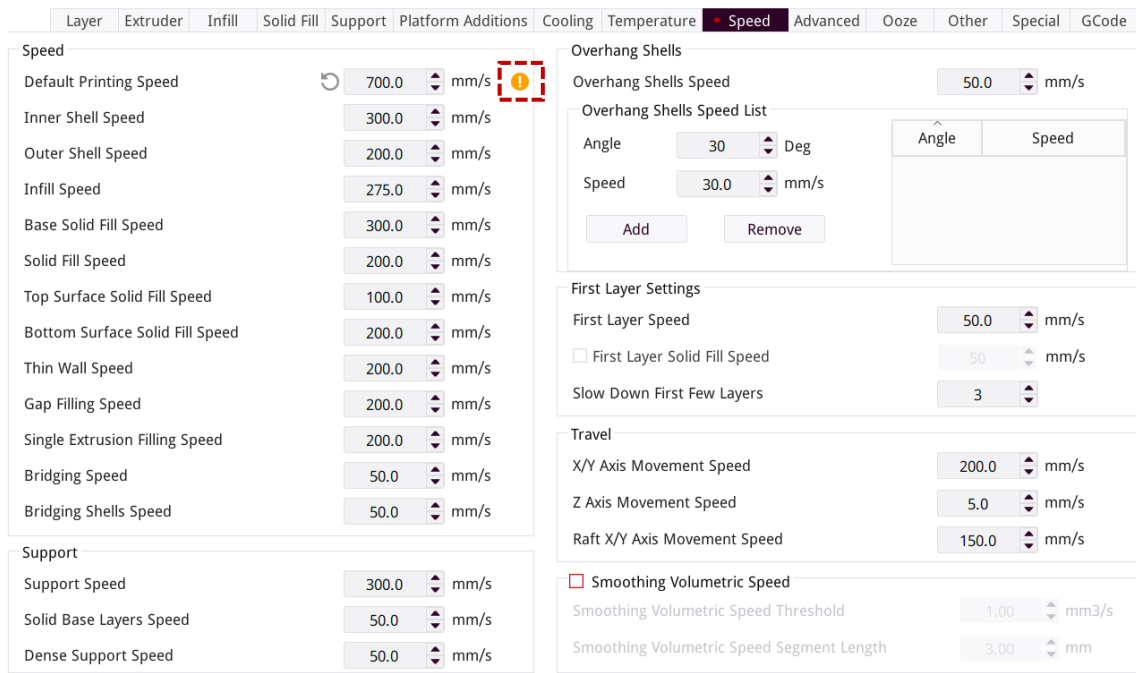 Layer Extruder Infill Solid Fill Support Platform Additions Cooling Temperature Speed Advanced Ooze Other Special GCode
Speed
Default Printing Speed 700.0 mm/s
Inner Shell Speed 300.0 mm/s
Outer Shell Speed 200.0 mm/s
Infill Speed 275.0 mm/s
Base Solid Fill Speed 300.0 mm/s
Solid Fill Speed 200.0 mm/s
Top Surface Solid Fill Speed 100.0 mm/s
Bottom Surface Solid Fill Speed 200.0 mm/s
Thin Wall Speed 200.0 mm/s
Gap Filling Speed 200.0 mm/s
Single Extrusion Filling Speed 200.0 mm/s
Bridging Speed 50.0 mm/s
Bridging Shells Speed 50.0 mm/s
Support
Support Speed 300.0 mm/s
Solid Base Layers Speed 50.0 mm/s
Dense Support Speed 50.0 mm/s
Overhang Shells
Overhang Shells Speed 50.0 mm/s
Overhang Shells Speed List
Angle 30 Deg
Speed 30.0 mm/s
Add Remove
Angle Speed
First Layer Settings
First Layer Speed 50.0 mm/s
First Layer Solid Fill Speed 50 mm/s
Slow Down First Few Layers 3
Travel
X/Y Axis Movement Speed 200.0 mm/s
Z Axis Movement Speed 5.0 mm/s
Raft X/Y Axis Movement Speed 150.0 mm/s
Smoothing Volumetric Speed
Smoothing Volumetric Speed Threshold 1.00 mm3/s
Smoothing Volumetric Speed Segment Length 3.00 mm